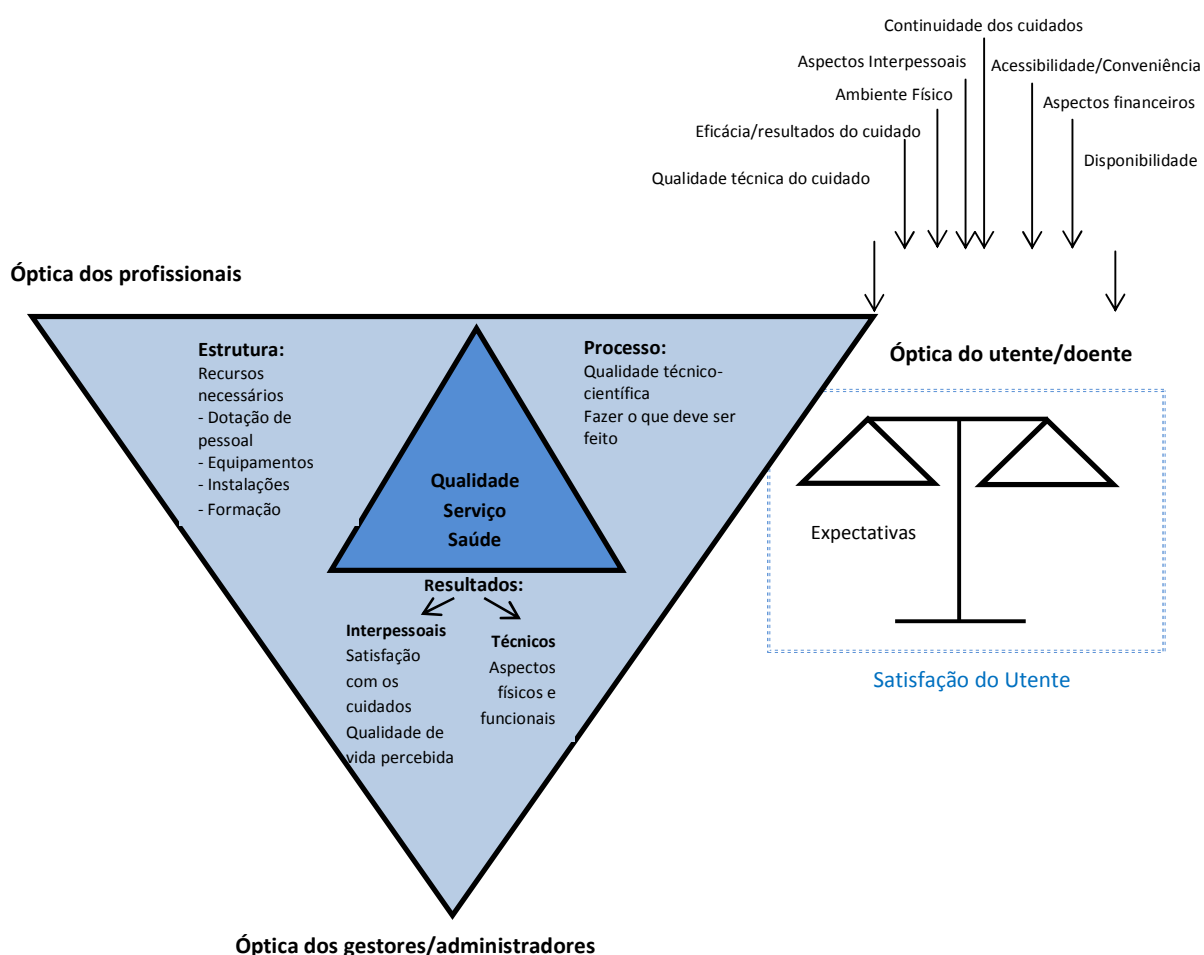 Continuidade dos cuidados
Aspectos Interpessoais
Acessibilidade/Conveniência
Ambiente Físico
Aspectos financeiros
Eficácia/resultados do cuidado
Disponibilidade
Qualidade técnica do cuidado
Óptica dos profissionais
Óptica do utente/doente
Estrutura:
Recursos
necessários
- Dotação de
pessoal
- Equipamentos
- Instalações
- Formação
Processo:
Qualidade técnico-
científica
Fazer o que deve ser
feito
Qualidade
Serviço
Saúde
Resultados:
Interpessoais
Satisfação
com os
cuidados
Qualidade de
vida percebida
Técnicos
Aspectos
físicos e
funcionais
Expectativas
Satisfação do Utente
Óptica dos gestores/administradores